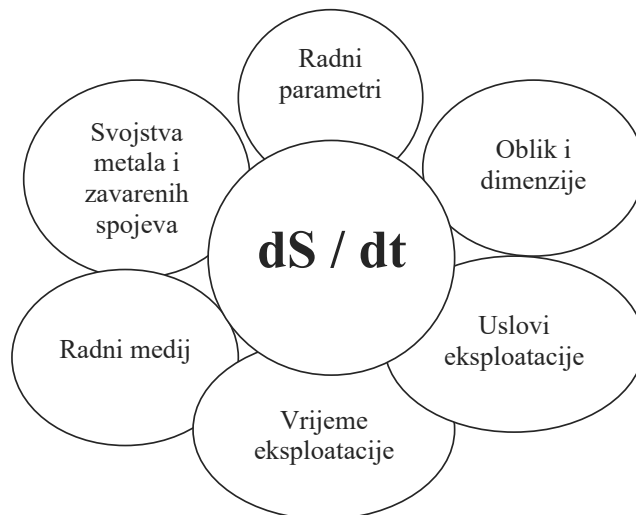 Radni
parametri
Svojstva
metala i
zavarenih
spojeva
Oblik i
dimenzije
dS / dt
Radni medij
Uslovi
eksploatacije
Vrijeme
eksploatacije